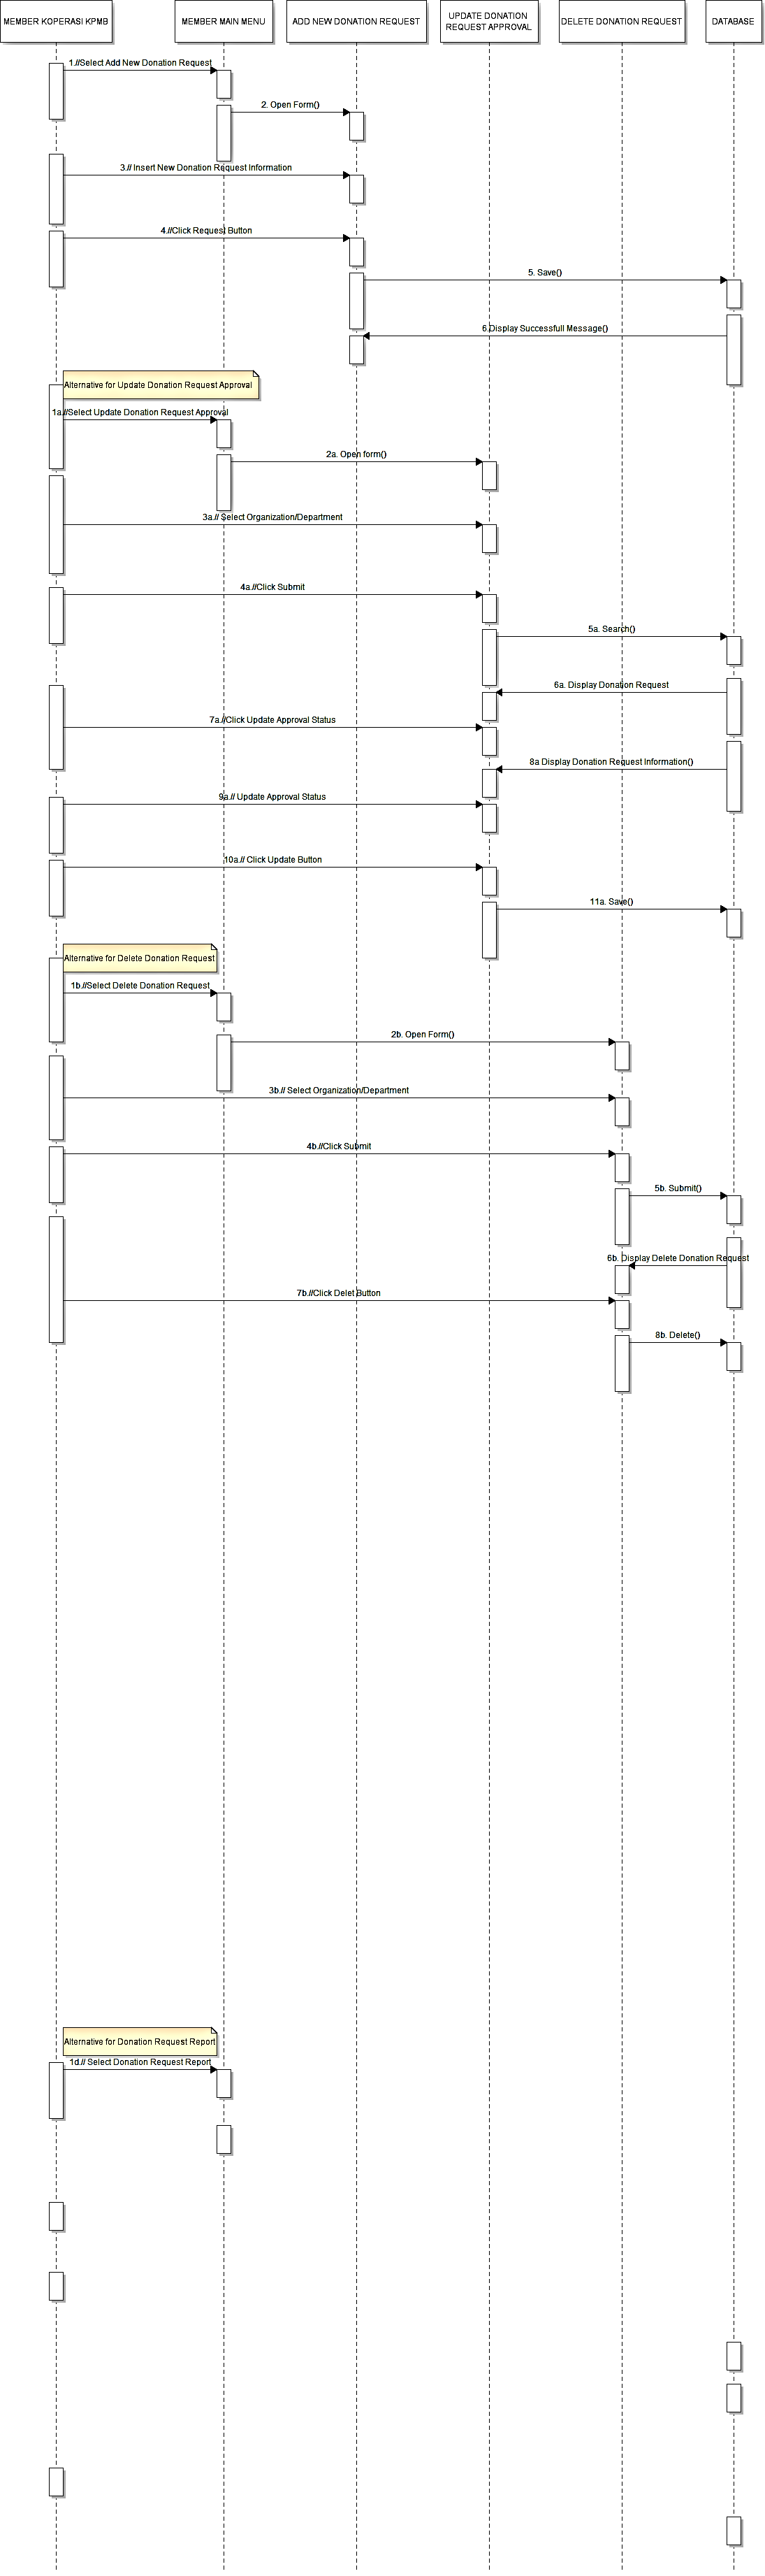 MEMBER KOPERASI KPMB
MEMBER MAIN MENU
ADD NEW DONATION REQUEST
UPDATE DONATION
REQUEST APPROVAL
DELETE DONATION REQUEST
DATABASE
1.//Select Add New Donation Request
2. Open Form()
3.// Insert New Donation Request Information
4.//Click Request Button
5. Save()
6.Display Successfull Message()
Alternative for Update Donation Request Approval
1a.//Select Update Donation Request Approval
2a. Open form()
3a.// Select Organization/Department
4a.//Click Submit
5a. Search()
6a. Display Donation Request
7a.//Click Update Approval Status
8a Display Donation Request Information()
9a.// Update Approval Status
10a.// Click Update Button
11a. Save()
Alternative for Delete Donation Request
1b.//Select Delete Donation Request
2b. Open Form()
3b.// Select Organization/Department
4b.//Click Submit
5b. Submit()
6b. Display Delete Donation Request
7b.//Click Delet Button
8b. Delete()
Alternative for Donation Request Report
1d.// Select Donation Request Report